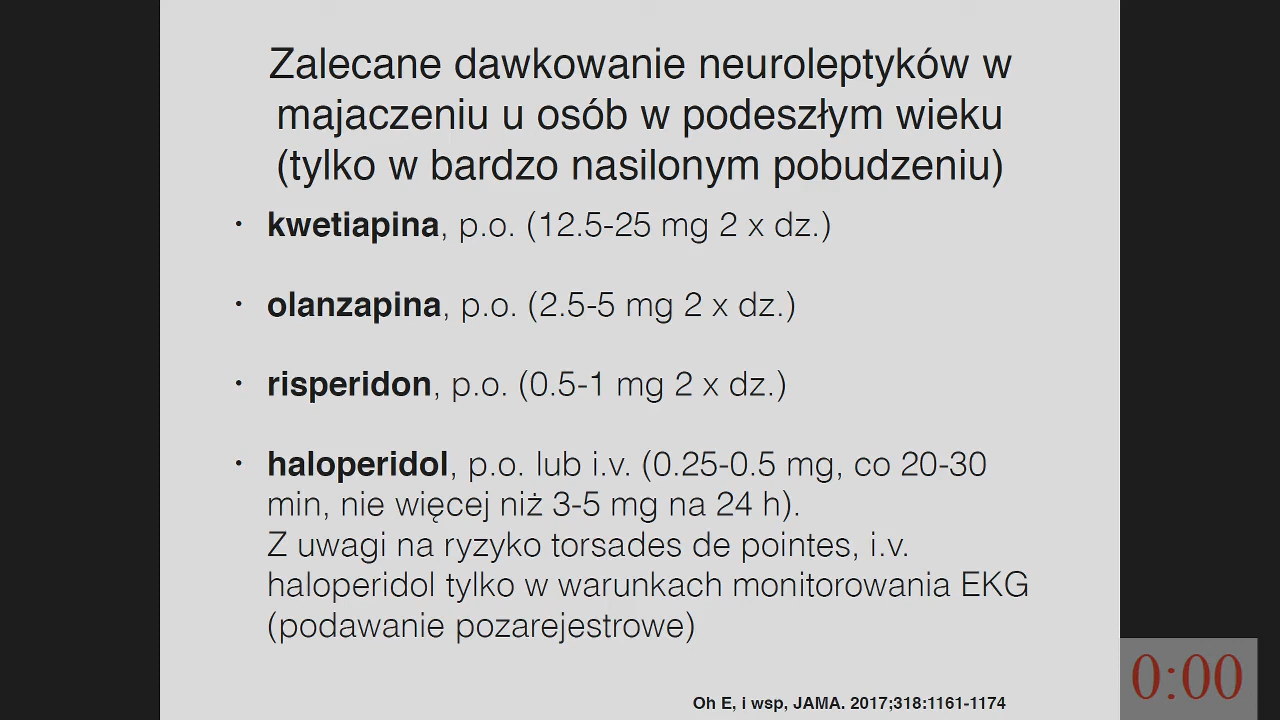 Zalecane dawkowanie neuroleptyków w
majaczeniu u osób w podeszłym wieku
(tylko w bardzo nasilonym pobudzeniu)
• kwetiapina, p.o. (12.5-25 mg 2 x dz.)
• olanzapina, p.o. (2.5-5 mg 2 x dz.)
• risperidon, p.o. (0.5-1 mg 2 x dz.)
• haloperidol, p.o. lub i.v. (0.25-0.5 mg, co 20-30
min, nie więcej niż 3-5 mg na 24 h).
Z uwagi na ryzyko torsades de pointes, i.v.
haloperidol tylko w warunkach monitorowania EKG
(podawanie pozarejestrowe)
Oh E, i wsp, JAMA. 2017;318:1161-1174
0:00